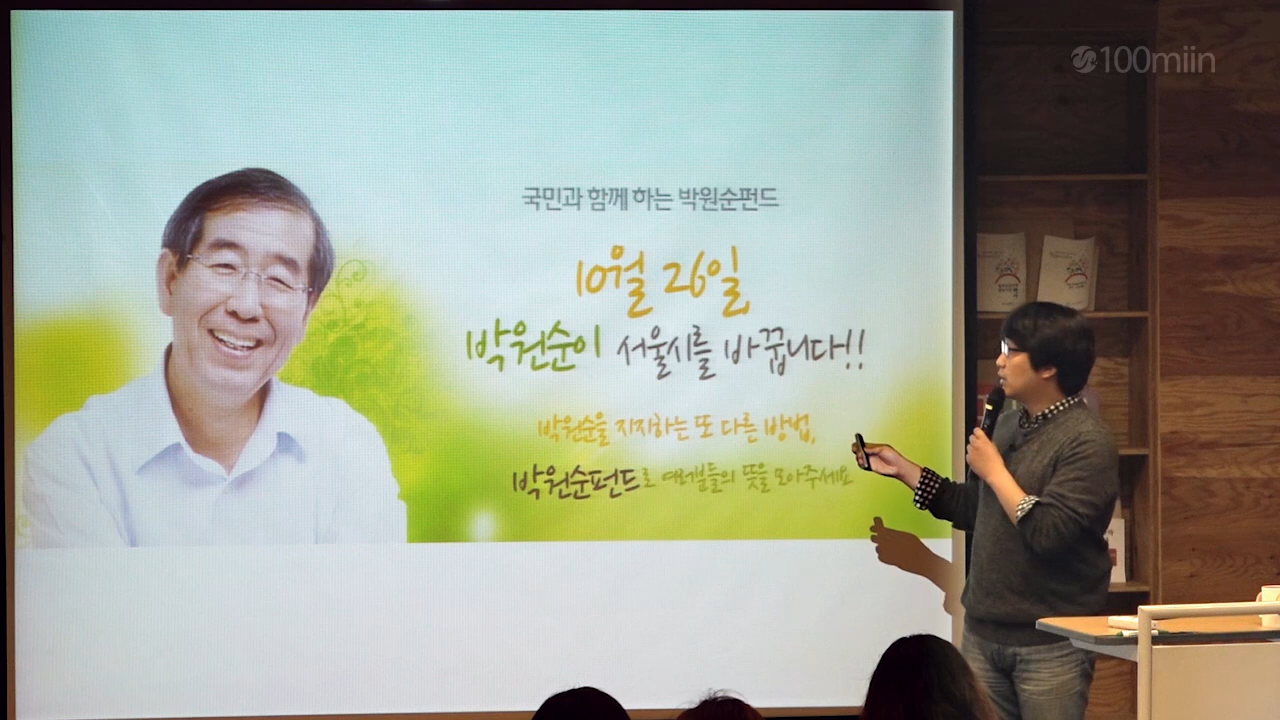 100miin
국민과 함께 하는 박원순펀드
10월 26일,
박원순이 서울시를 바꿉니다!!
박원순을 지지하는 또 다른 방법,
박원순펀드로 여러분들의 뜻을 모아주세요